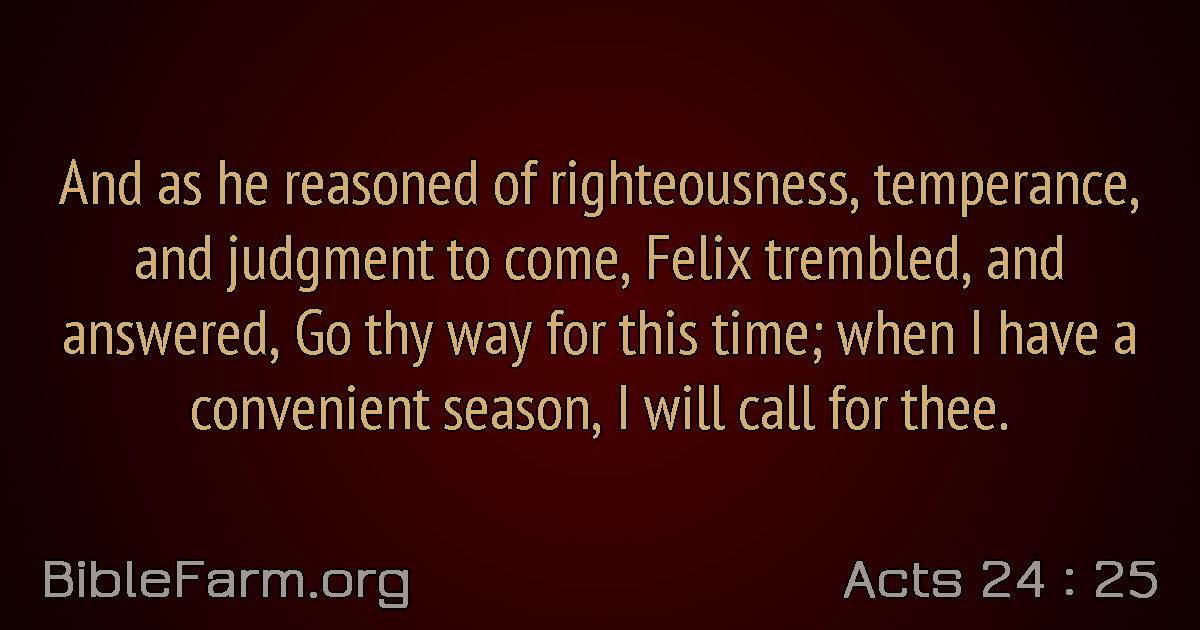 And as he reasoned of righteousness, temperance,
and judgment to come, Felix trembled, and
answered, Go thy way for this time; when I have a
convenient season, I will call for thee.
BibleFarm.org
Acts 24 : 25